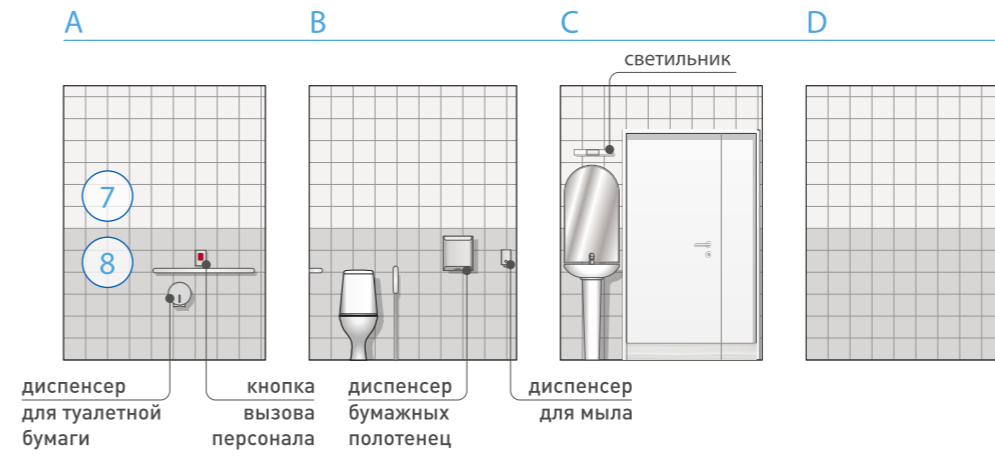 A B C D
светильник
7
8
диспенсер
для туалетной
бумаги
кнопка
вызова
персонала
диспенсер
бумажных
полотенец
диспенсер
для мыла